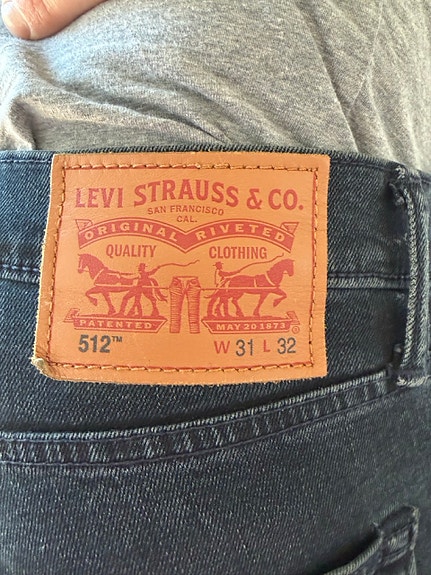 LEVI STRAUSS & CO.
SAN FRANCISCO
CAL.
ORIGINAL RIVETED
QUALITY CLOTHING
PATENTED MAY 20 1873
512™ W 31 L 32